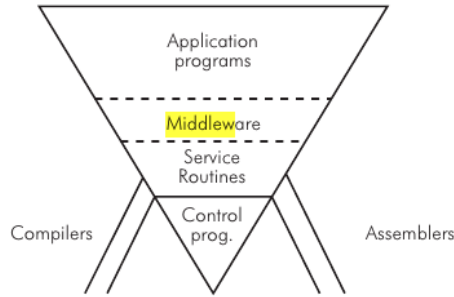 Application
programs
Middleware
Service
Routines
Control
prog.
Compilers
Assemblers